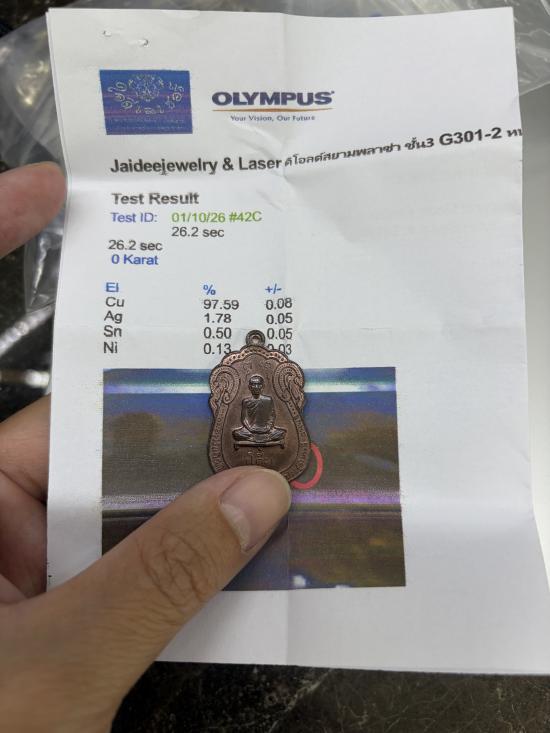 OLYMPUS
Your Vision, Our Future
Jaideejewelry & Laser ดิโอลด์สยามพลาซ่า ชั้น3 G301-2
Test Result
Test ID: 01/10/26 #42C
26.2 sec
26.2 sec
0 Karat
El % +/-
Cu 97.59 0.08
Ag 1.78 0.05
Sn 0.50 0.05
Ni 0.13 0.03